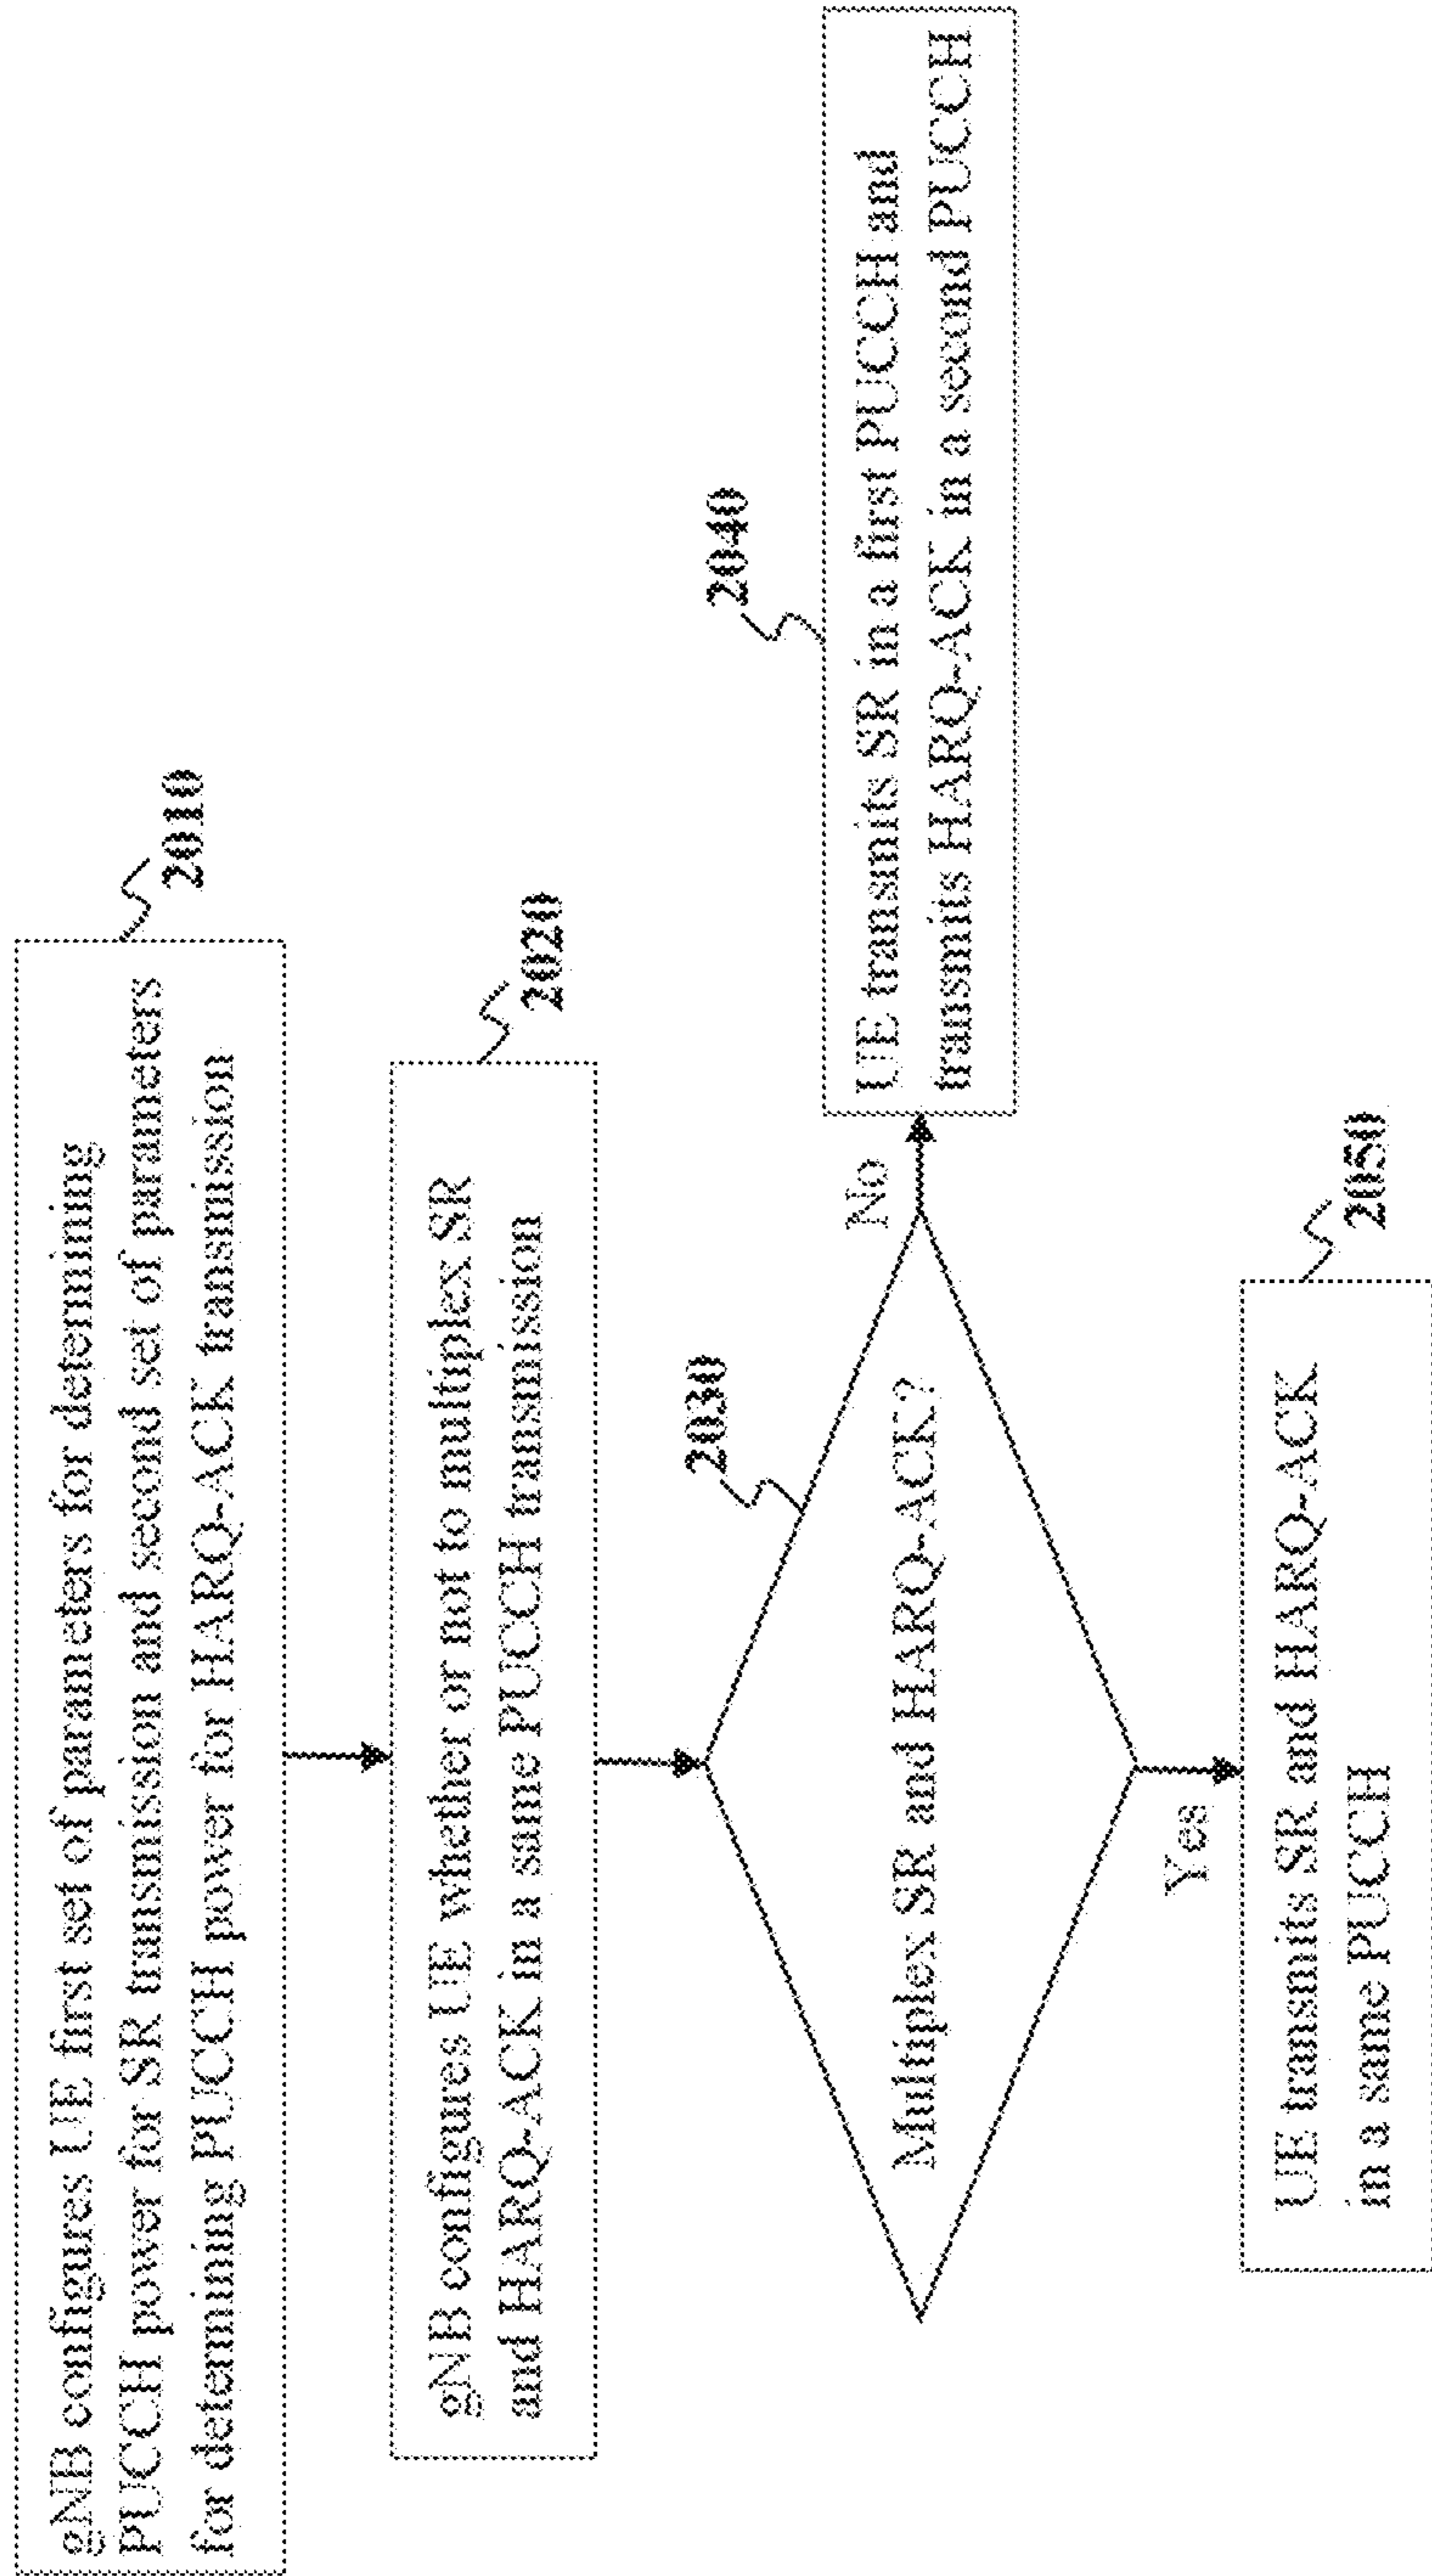 gNB configures UE first set of parameters for determining
PUCCH power for SR transmission and second set of parameters
for determining PUCCH power for HARQ-ACK transmission
2010
gNB configures UE whether or not to multiplex SR
and HARQ-ACK in a same PUCCH transmission
2020
2030
Multiplex SR and HARQ-ACK?
No
2040
UE transmits SR in a first PUCCH and
transmits HARQ-ACK in a second PUCCH
Yes
2050
UE transmits SR and HARQ-ACK
in a same PUCCH